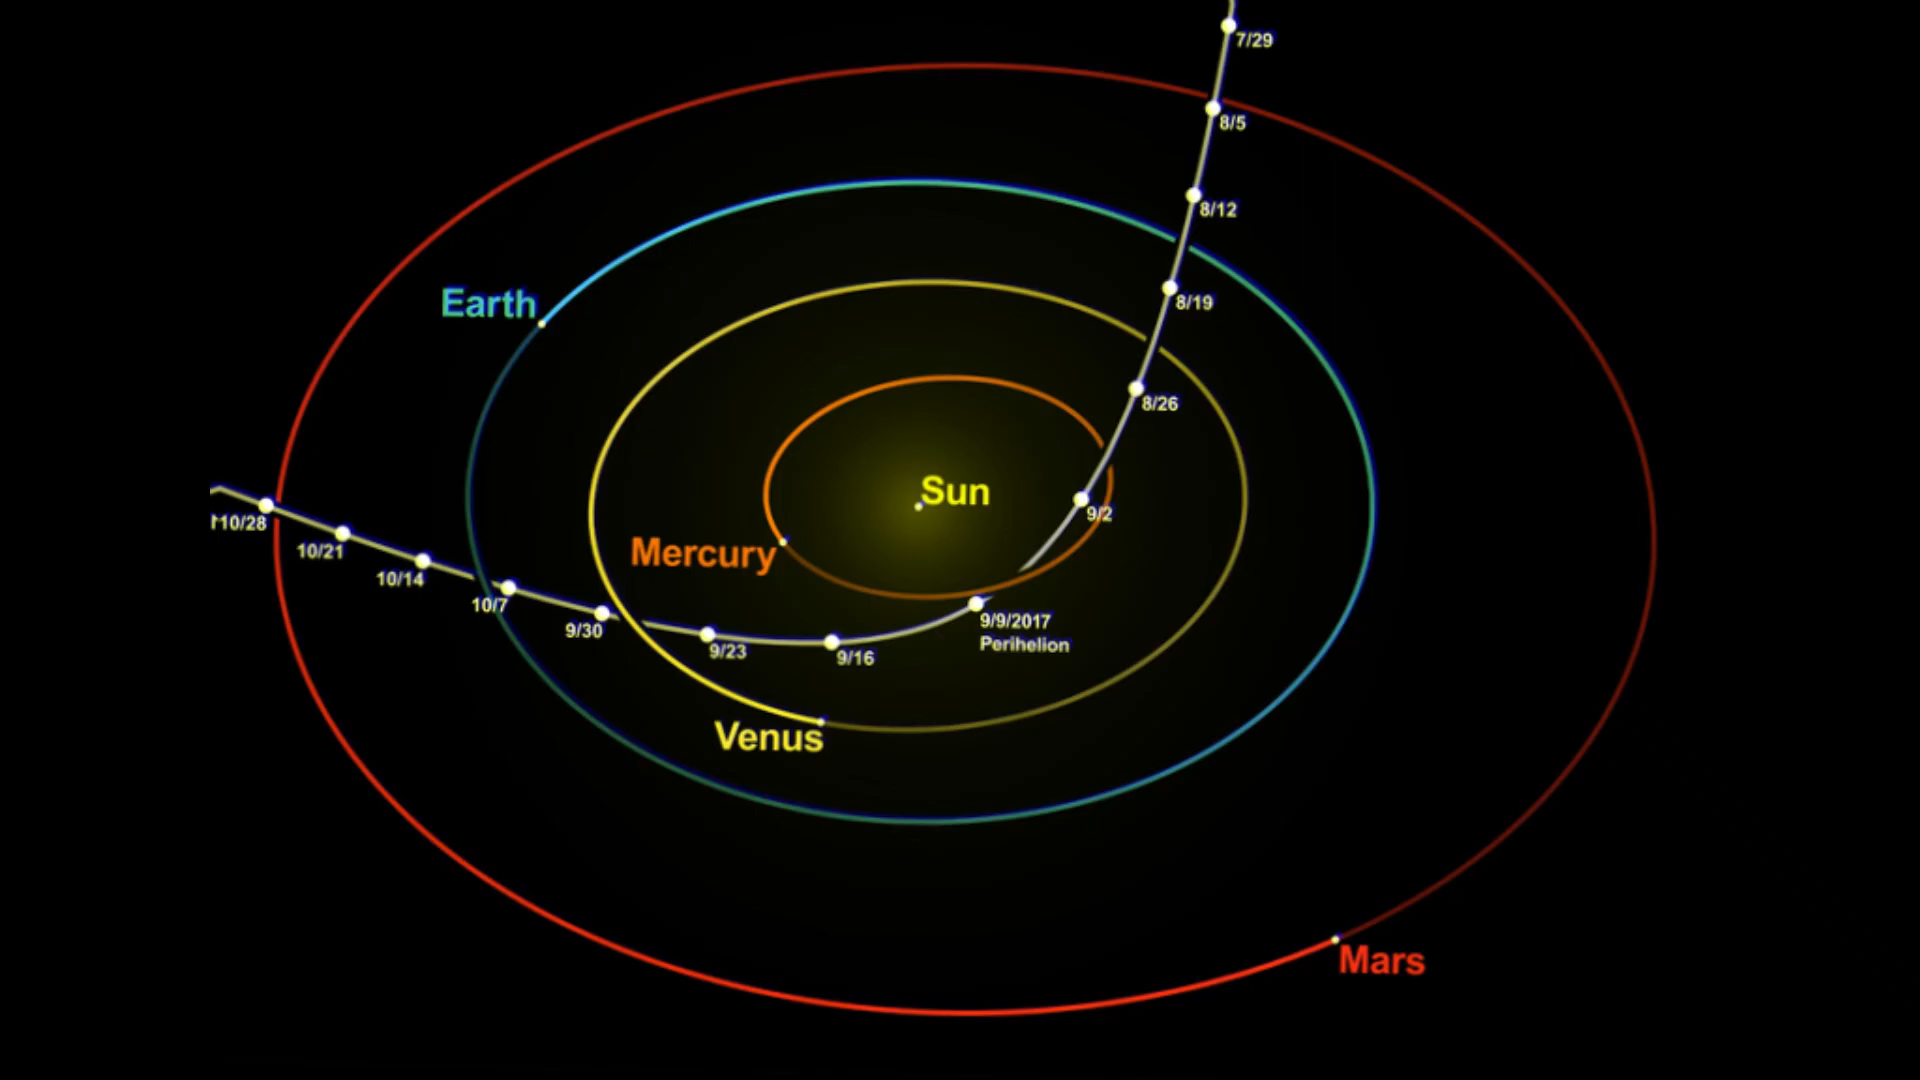 7/29
8/5
8/12
8/19
Earth
8/26
Sun
9/2
10/28
Mercury
10/21
10/14
10/7
9/9/2017
Perihelion
9/30
9/23
9/16
Venus
Mars